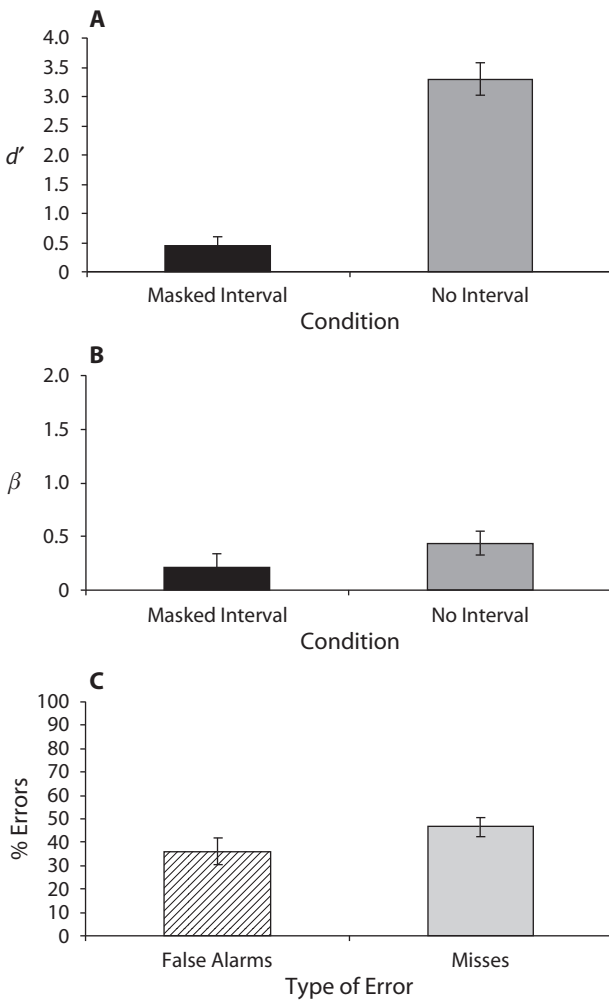 A
4.0
3.5
3.0
2.5
2.0
1.5
1.0
0.5
0
d′
Masked Interval No Interval
Condition
B
2.0
1.5
1.0
0.5
0
β
Masked Interval No Interval
Condition
C
100
90
80
70
60
50
40
30
20
10
0
% Errors
False Alarms Misses
Type of Error